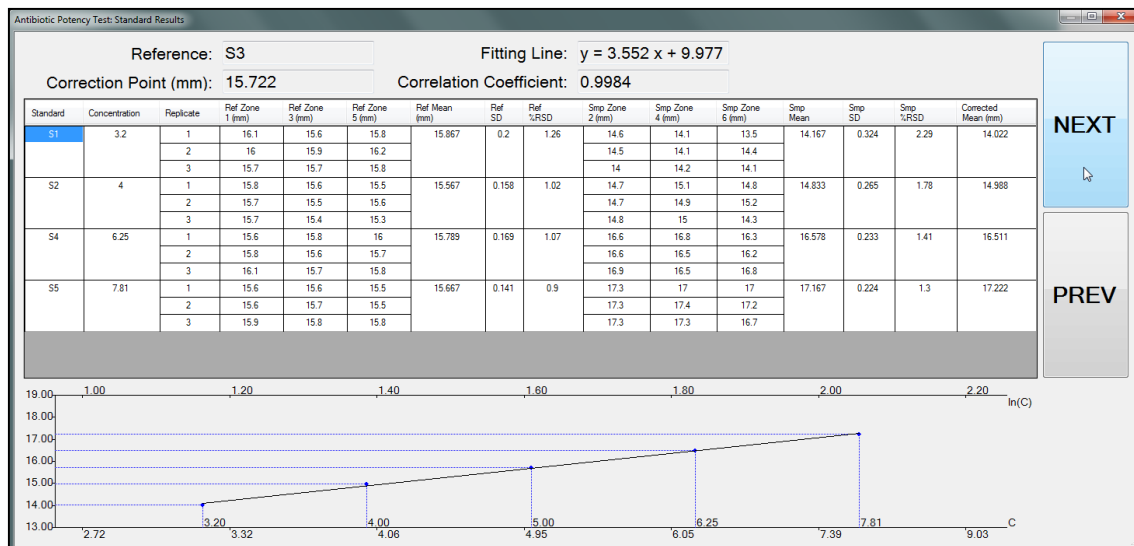 Antibiotic Potency Test: Standard Results
Reference: S3 Fitting Line: y = 3.552 x + 9.977
Correction Point (mm): 15.722 Correlation Coefficient: 0.9984
Standard Concentration Replicate Ref Zone 1 (mm) Ref Zone 3 (mm) Ref Zone 5 (mm) Ref Mean (mm) Ref SD Ref %RSD Smp Zone 2 (mm) Smp Zone 4 (mm) Smp Zone 6 (mm) Smp Mean Smp SD Smp %RSD Corrected Mean (mm)
S1 3.2 1 16.1 15.6 15.8 15.867 0.2 1.26 14.6 14.1 13.5 14.167 0.324 2.29 14.022
2 16 15.9 16.2 14.5 14.1 14.4
3 15.7 15.7 15.8 14 14.2 14.1
S2 4 1 15.8 15.6 15.5 15.567 0.158 1.02 14.7 15.1 14.8 14.833 0.265 1.78 14.988
2 15.7 15.5 15.6 14.7 14.9 15.2
3 15.7 15.4 15.3 14.8 15 14.3
S4 6.25 1 15.6 15.8 16 15.789 0.169 1.07 16.6 16.8 16.3 16.578 0.233 1.41 16.511
2 15.8 15.6 15.7 16.6 16.5 16.2
3 16.1 15.7 15.8 16.9 16.5 16.8
S5 7.81 1 15.6 15.6 15.5 15.667 0.141 0.9 17.3 17 17 17.167 0.224 1.3 17.222
2 15.6 15.7 15.5 17.3 17.4 17.2
3 15.9 15.8 15.8 17.3 17.3 16.7
NEXT
PREV
1.00 1.20 1.40 1.60 1.80 2.00 2.20
ln(C)
19.00
18.00
17.00
16.00
15.00
14.00
13.00
3.20 4.00 5.00 6.25 7.81 C
2.72 3.32 4.06 4.95 6.05 7.39 9.03